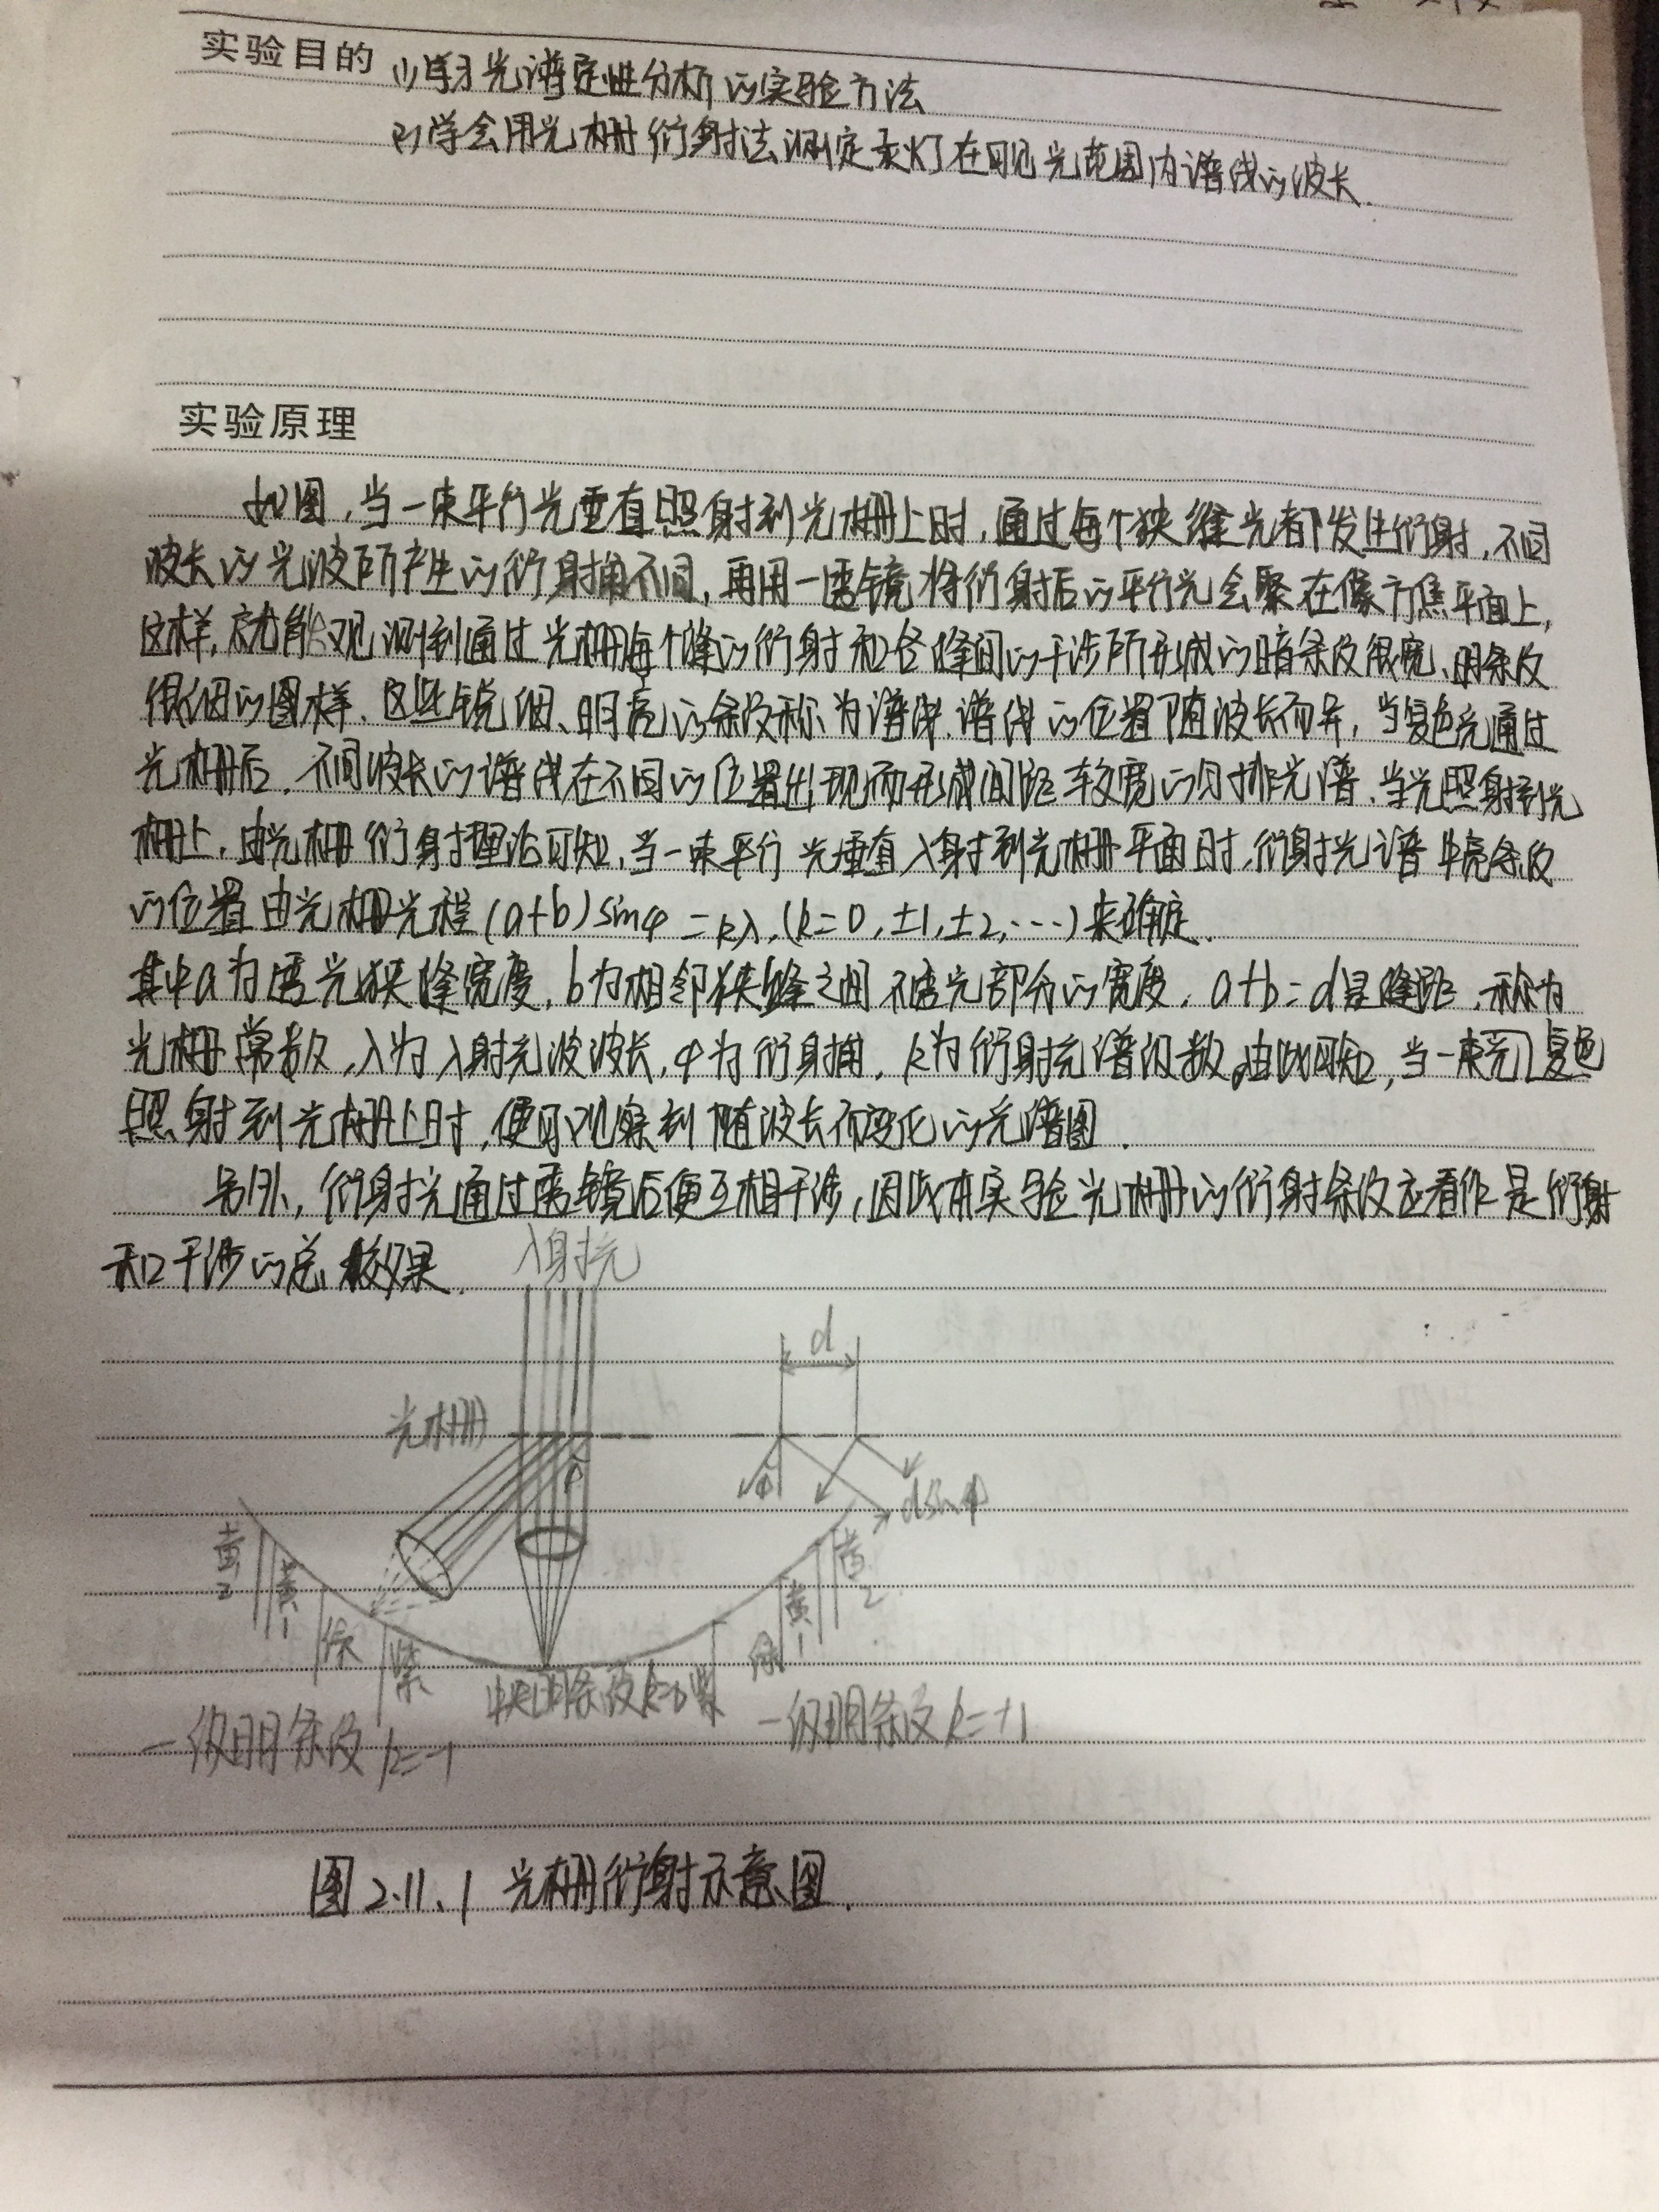 实验目的 (1)学习光谱定性分析的实验方法
(2)学会用光栅衍射法测定汞灯在可见光范围内谱线的波长.
实验原理
如图,当一束平行光垂直照射到光栅上时,通过每个狭缝光都发生衍射,不同
波长的光波所产生的衍射角不同,再用一透镜将衍射后的平行光会聚在像方焦平面上,
这样,就能观测到通过光栅每个缝的衍射和各缝间的干涉所形成的暗条纹很宽、明条纹
很细的图样、这些锐细、明亮的条纹称为谱线.谱线的位置随波长而异,当复色光通过
光栅后.不同波长的谱线在不同的位置出现而形成间距较宽的分排光谱.当光照射到光
栅上,由光栅衍射理论可知,当一束平行光垂直入射到光栅平面时,衍射光谱中亮条纹
的位置由光栅光程(a+b)sinφ=kλ,(k=0,±1,±2,…)来确定.
其中a为透光狭缝宽度,b为相邻狭缝之间不透光部分的宽度,a+b=d是缝距,称为
光栅常数,λ为入射光波波长,φ为衍射角,k为衍射光谱级数.由此可知,当一束复色光
照射到光栅上时,便可观察到随波长而变化的光谱图.
另外,衍射光通过透镜后便互相干涉,因此本实验光栅的衍射条纹应看作是衍射
和干涉的总效果.
入射光
d
光栅
φ
φ
dsinφ
黄2
黄1
绿
紫
中央明条纹k=0
紫
绿
黄1
黄2
一级明条纹k=-1
一级明条纹k=+1
图2.11.1 光栅衍射示意图.